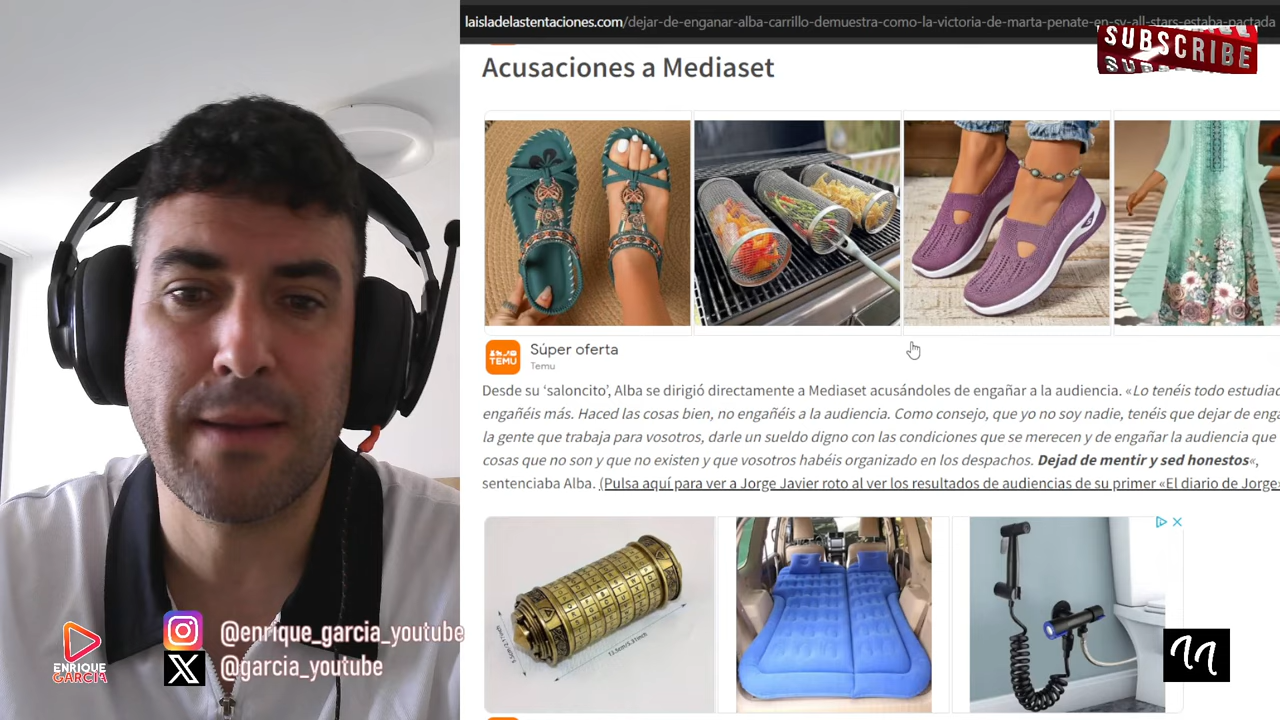 laisladelastentaciones.com/dejar-de-enganar-alba-carrillo-demuestra-como-la-victoria-de-marta-penate-en-sv-all-stars-estaba-pactada
SUBSCRIBE
Acusaciones a Mediaset
TEMU
Súper oferta
Temu
Desde su ‘saloncito’, Alba se dirigió directamente a Mediaset acusándoles de engañar a la audiencia. «Lo tenéis todo
engañéis más. Haced las cosas bien, no engañéis a la audiencia. Como consejo, que yo no soy nadie, tenéis que dejar de
la gente que trabaja para vosotros, darle un sueldo digno con las condiciones que se merecen y de engañar la audiencia que
cosas que no son y que no existen y que vosotros habéis organizado en los despachos. Dejad de mentir y sed honestos«,
sentenciaba Alba. (Pulsa aquí para ver a Jorge Javier roto al ver los resultados de audiencias de su primer «El diario de Jorge»
@enrique_garcia_youtube
@garcia_youtube
ENRIQUE
GARCIA